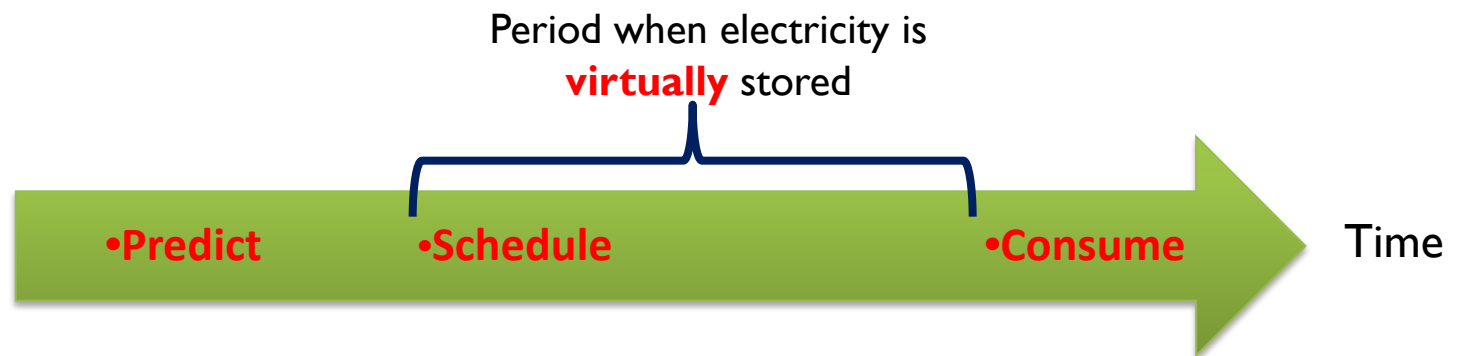 Period when electricity is
virtually stored
•Predict •Schedule •Consume Time